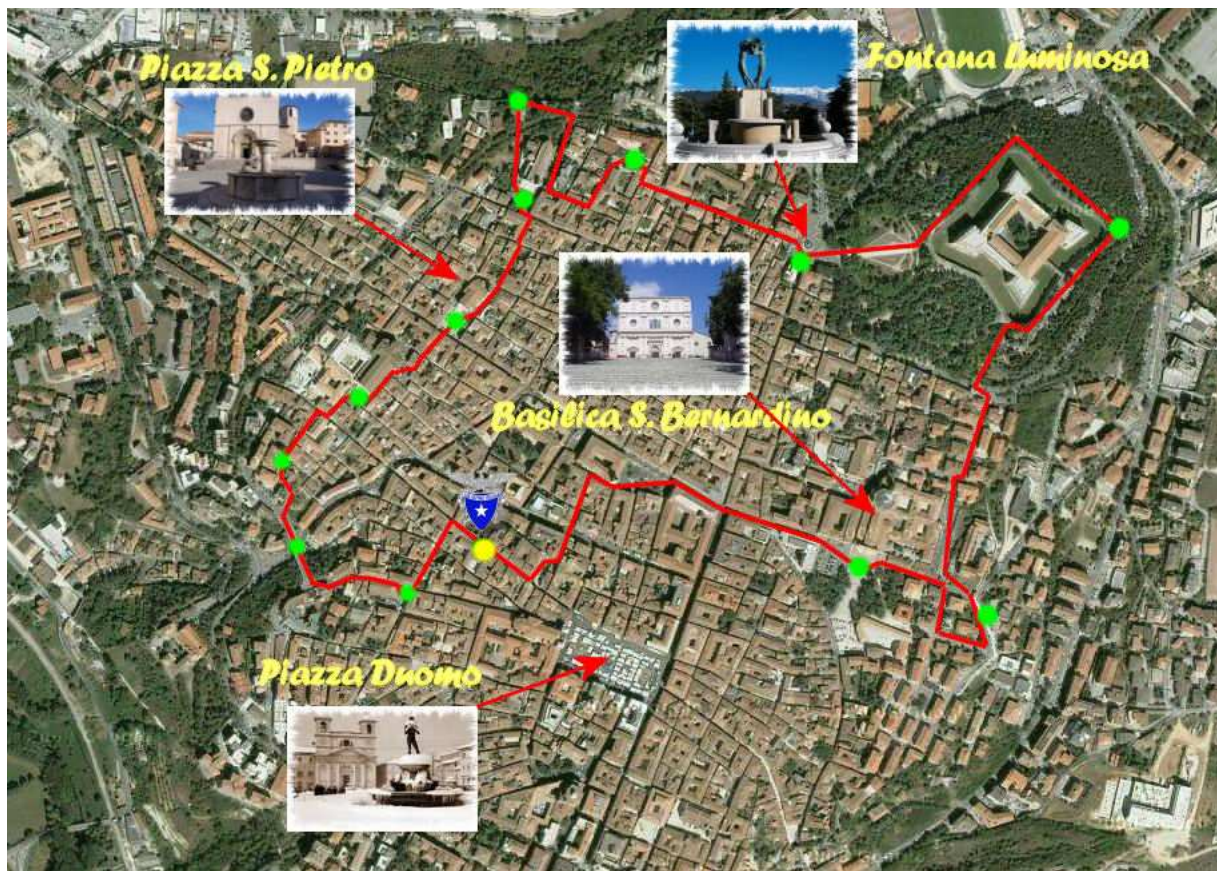 Piazza S. Pietro
Fontana Luminosa
Basilica S. Bernardino
Piazza Duomo